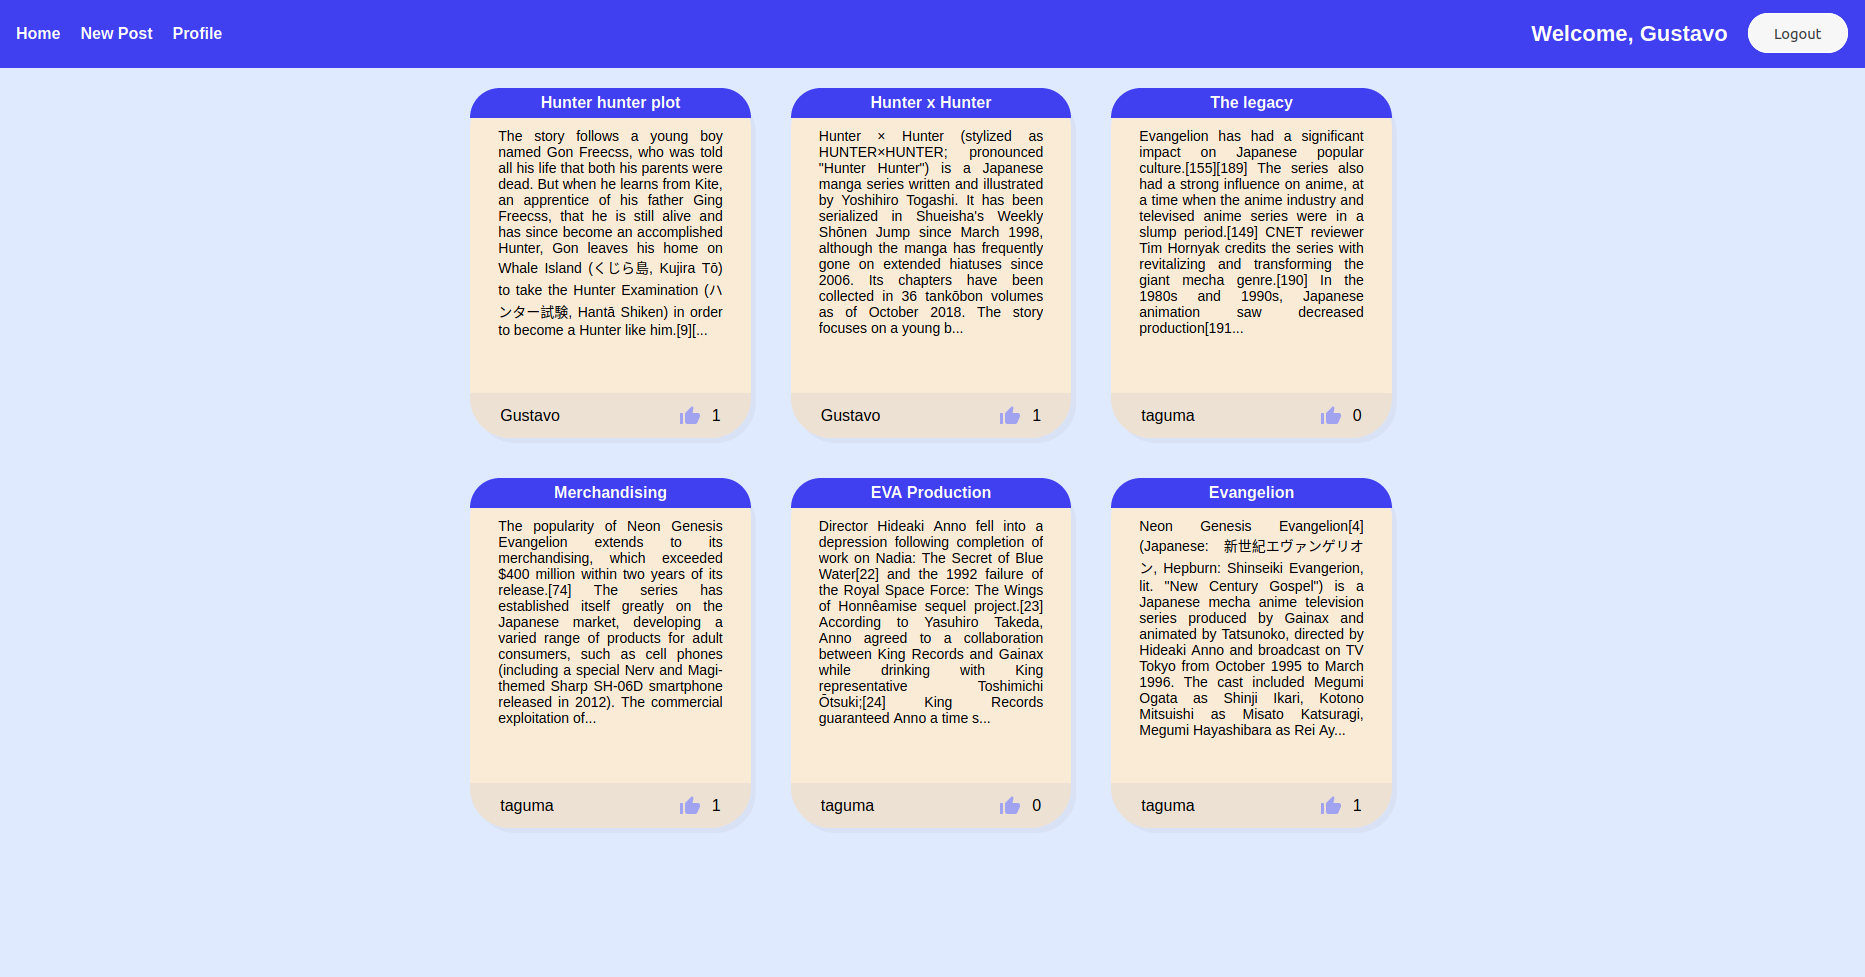 Home New Post Profile Welcome, Gustavo Logout
Hunter hunter plot
The story follows a young boy
named Gon Freecss, who was told
all his life that both his parents were
dead. But when he learns from Kite,
an apprentice of his father Ging
Freecss, that he is still alive and
has since become an accomplished
Hunter, Gon leaves his home on
Whale Island (くじら島, Kujira Tō)
to take the Hunter Examination (ハ
ンター試験, Hantā Shiken) in order
to become a Hunter like him.[9][...
Gustavo 1
Hunter x Hunter
Hunter × Hunter (stylized as
HUNTER×HUNTER; pronounced
"Hunter Hunter") is a Japanese
manga series written and illustrated
by Yoshihiro Togashi. It has been
serialized in Shueisha's Weekly
Shōnen Jump since March 1998,
although the manga has frequently
gone on extended hiatuses since
2006. Its chapters have been
collected in 36 tankōbon volumes
as of October 2018. The story
focuses on a young b...
Gustavo 1
The legacy
Evangelion has had a significant
impact on Japanese popular
culture.[155][189] The series also
had a strong influence on anime, at
a time when the anime industry and
televised anime series were in a
slump period.[149] CNET reviewer
Tim Hornyak credits the series with
revitalizing and transforming the
giant mecha genre.[190] In the
1980s and 1990s, Japanese
animation saw decreased
production[191...
taguma 0
Merchandising
The popularity of Neon Genesis
Evangelion extends to its
merchandising, which exceeded
$400 million within two years of its
release.[74] The series has
established itself greatly on the
Japanese market, developing a
varied range of products for adult
consumers, such as cell phones
(including a special Nerv and Magi-
themed Sharp SH-06D smartphone
released in 2012). The commercial
exploitation of...
taguma 1
EVA Production
Director Hideaki Anno fell into a
depression following completion of
work on Nadia: The Secret of Blue
Water[22] and the 1992 failure of
the Royal Space Force: The Wings
of Honnêamise sequel project.[23]
According to Yasuhiro Takeda,
Anno agreed to a collaboration
between King Records and Gainax
while drinking with King
representative Toshimichi
Ōtsuki;[24] King Records
guaranteed Anno a time s...
taguma 0
Evangelion
Neon Genesis Evangelion[4]
(Japanese: 新世紀エヴァンゲリオ
ン, Hepburn: Shinseiki Evangerion,
lit. "New Century Gospel") is a
Japanese mecha anime television
series produced by Gainax and
animated by Tatsunoko, directed by
Hideaki Anno and broadcast on TV
Tokyo from October 1995 to March
1996. The cast included Megumi
Ogata as Shinji Ikari, Kotono
Mitsuishi as Misato Katsuragi,
Megumi Hayashibara as Rei Ay...
taguma 1